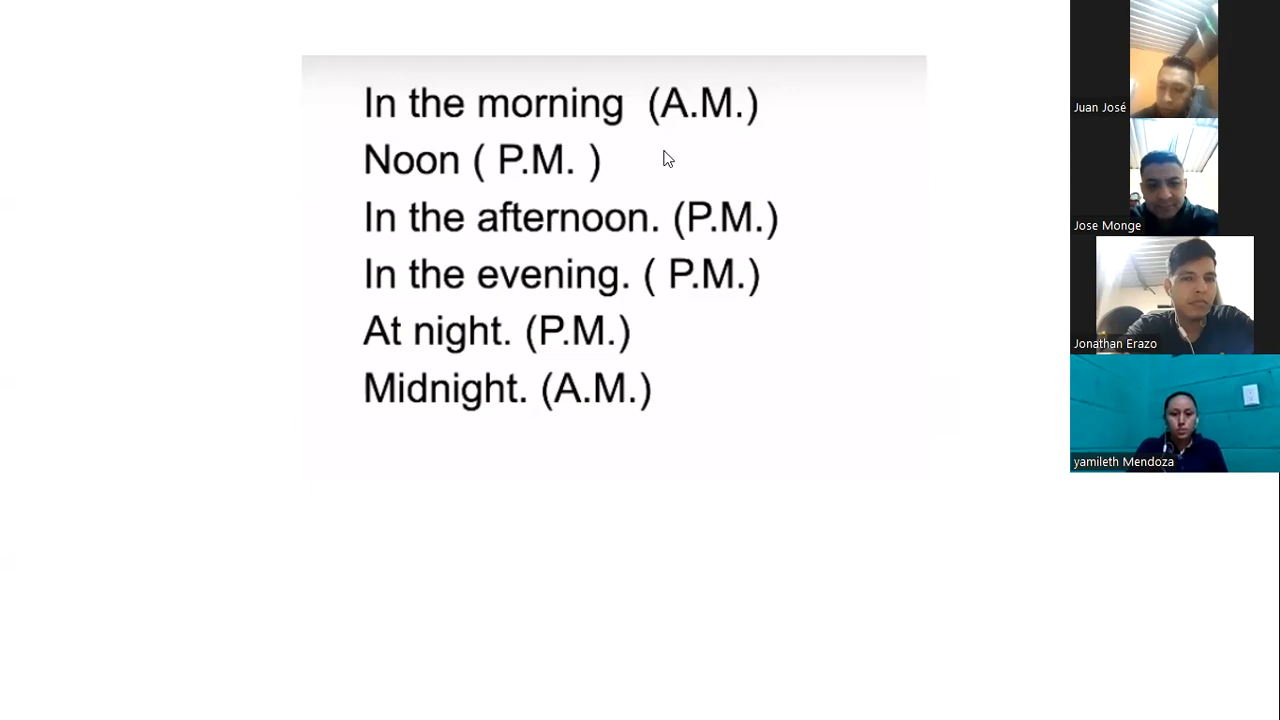 In the morning (A.M.)
Noon ( P.M. )
In the afternoon. (P.M.)
In the evening. ( P.M.)
At night. (P.M.)
Midnight. (A.M.)
Juan José
Jose Monge
Jonathan Erazo
yamileth Mendoza